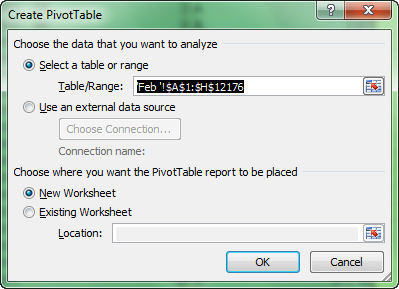 Create PivotTable
Choose the data that you want to analyze
Select a table or range
Table/Range: 'Feb '!$A$1:$H$12176
Use an external data source
Choose Connection...
Connection name:
Choose where you want the PivotTable report to be placed
New Worksheet
Existing Worksheet
Location:
OK Cancel